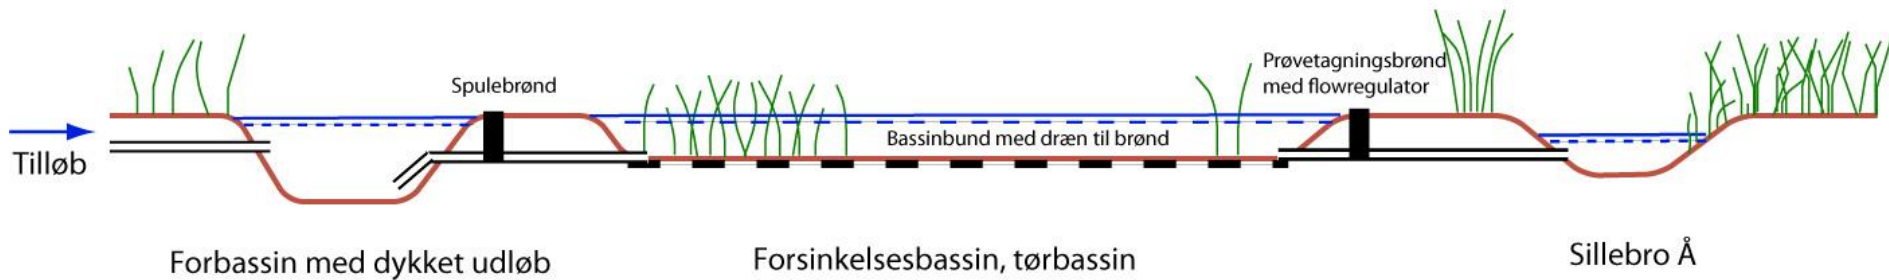 Tilløb
Spulebrønd
Prøvetagningsbrønd
med flowregulator
Bassinbund med dræn til brønd
Forbassin med dykket udløb
Forsinkelsesbassin, tørbassin
Sillebro Å